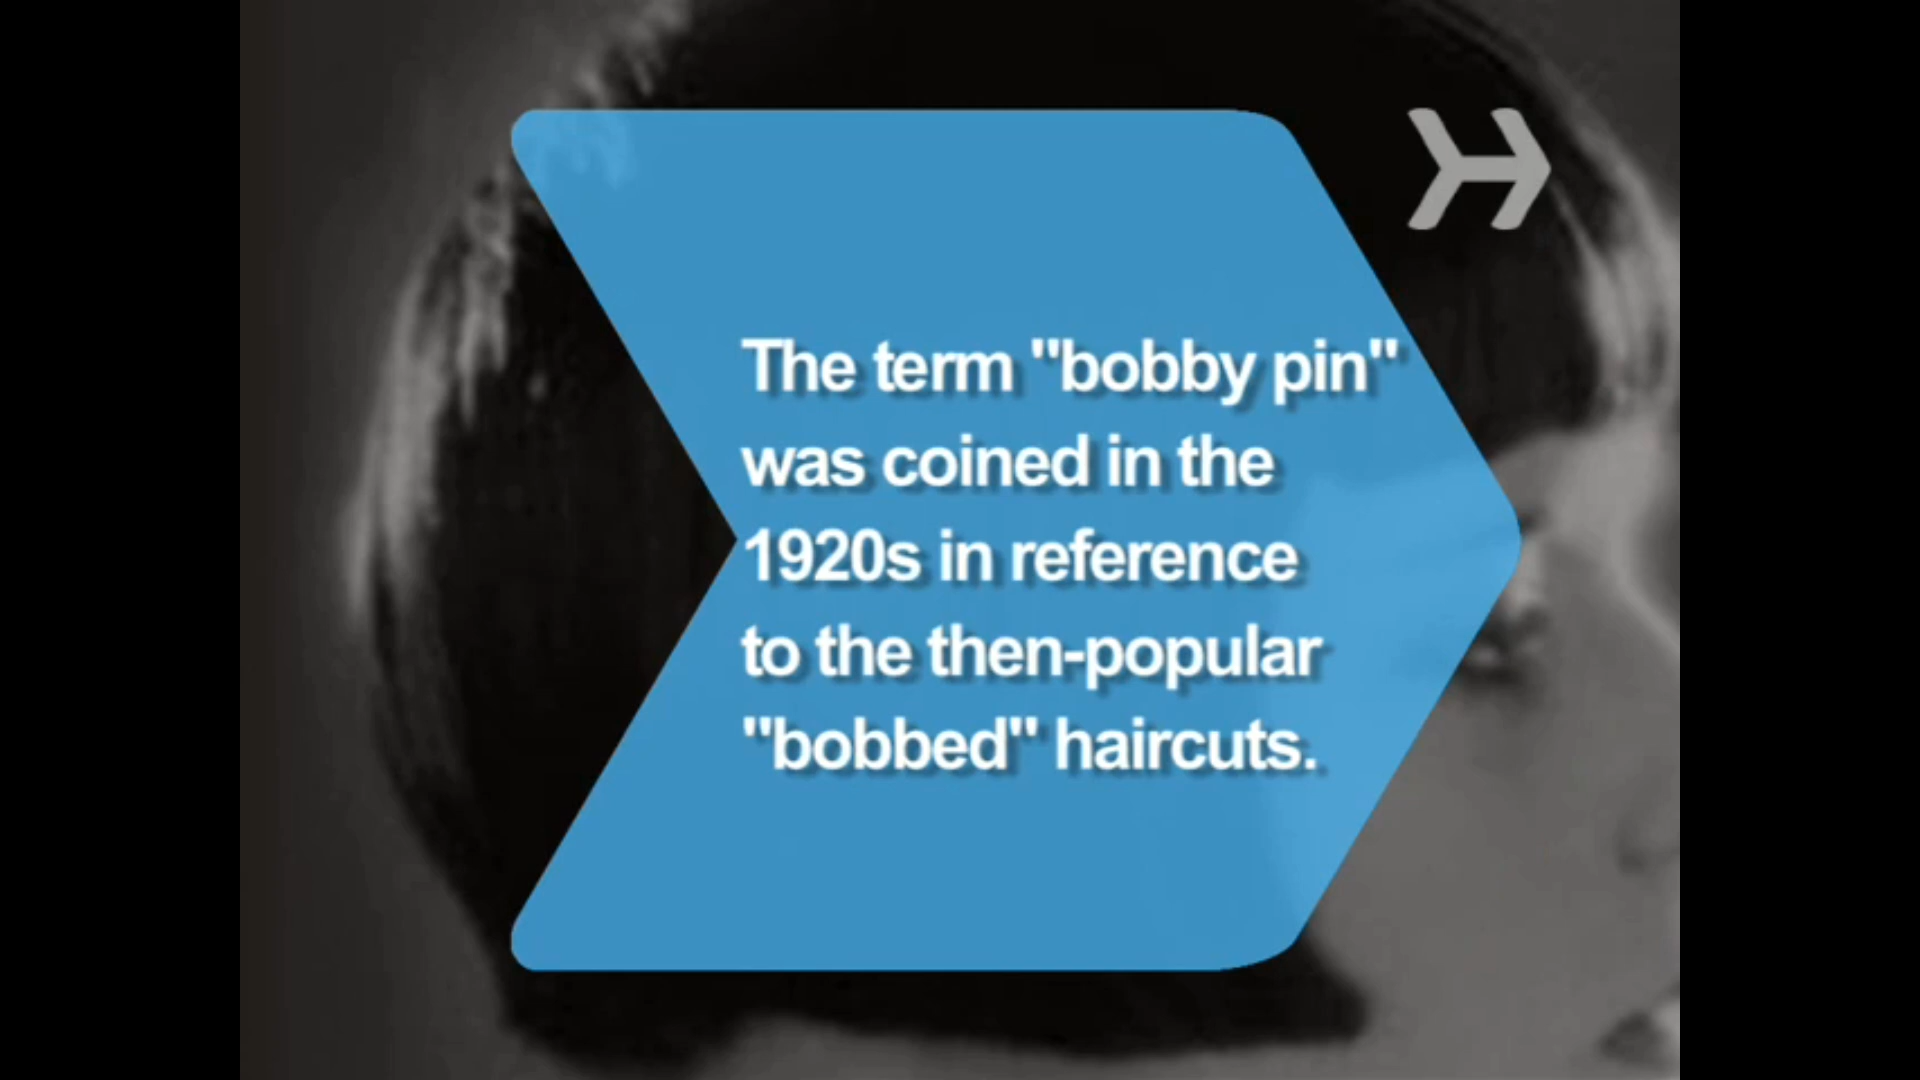 The term "bobby pin"
was coined in the
1920s in reference
to the then-popular
"bobbed" haircuts.